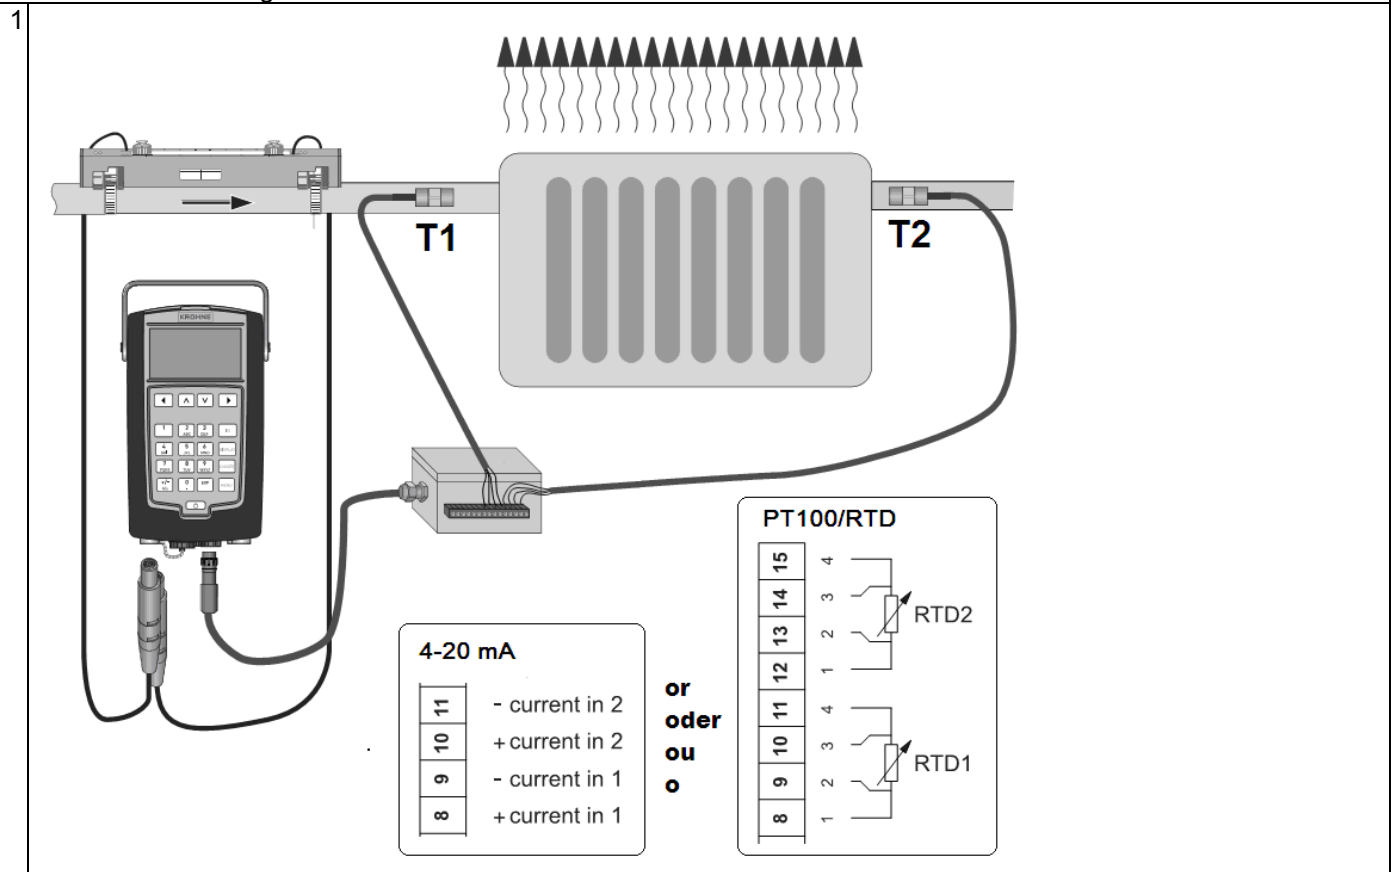 1
T1
T2
KROHNE
PT100/RTD
15 4
14 3
RTD2
13 2
12 1
11 4
10 3
RTD1
9 2
8 1
4-20 mA
11 - current in 2
10 + current in 2
9 - current in 1
8 + current in 1
or
oder
ou
o